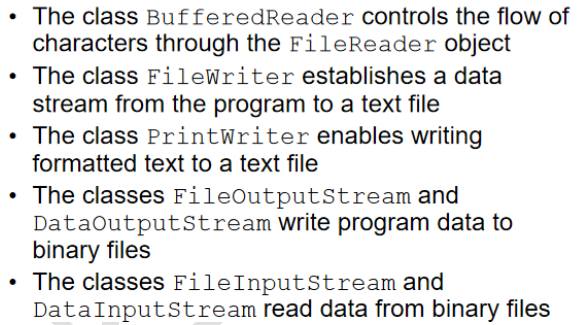 • The class BufferedReader controls the flow of
characters through the FileReader object
• The class FileWriter establishes a data
stream from the program to a text file
• The class PrintWriter enables writing
formatted text to a text file
• The classes FileOutputStream and
DataOutputStream write program data to
binary files
• The classes FileInputStream and
DataInputStream read data from binary files